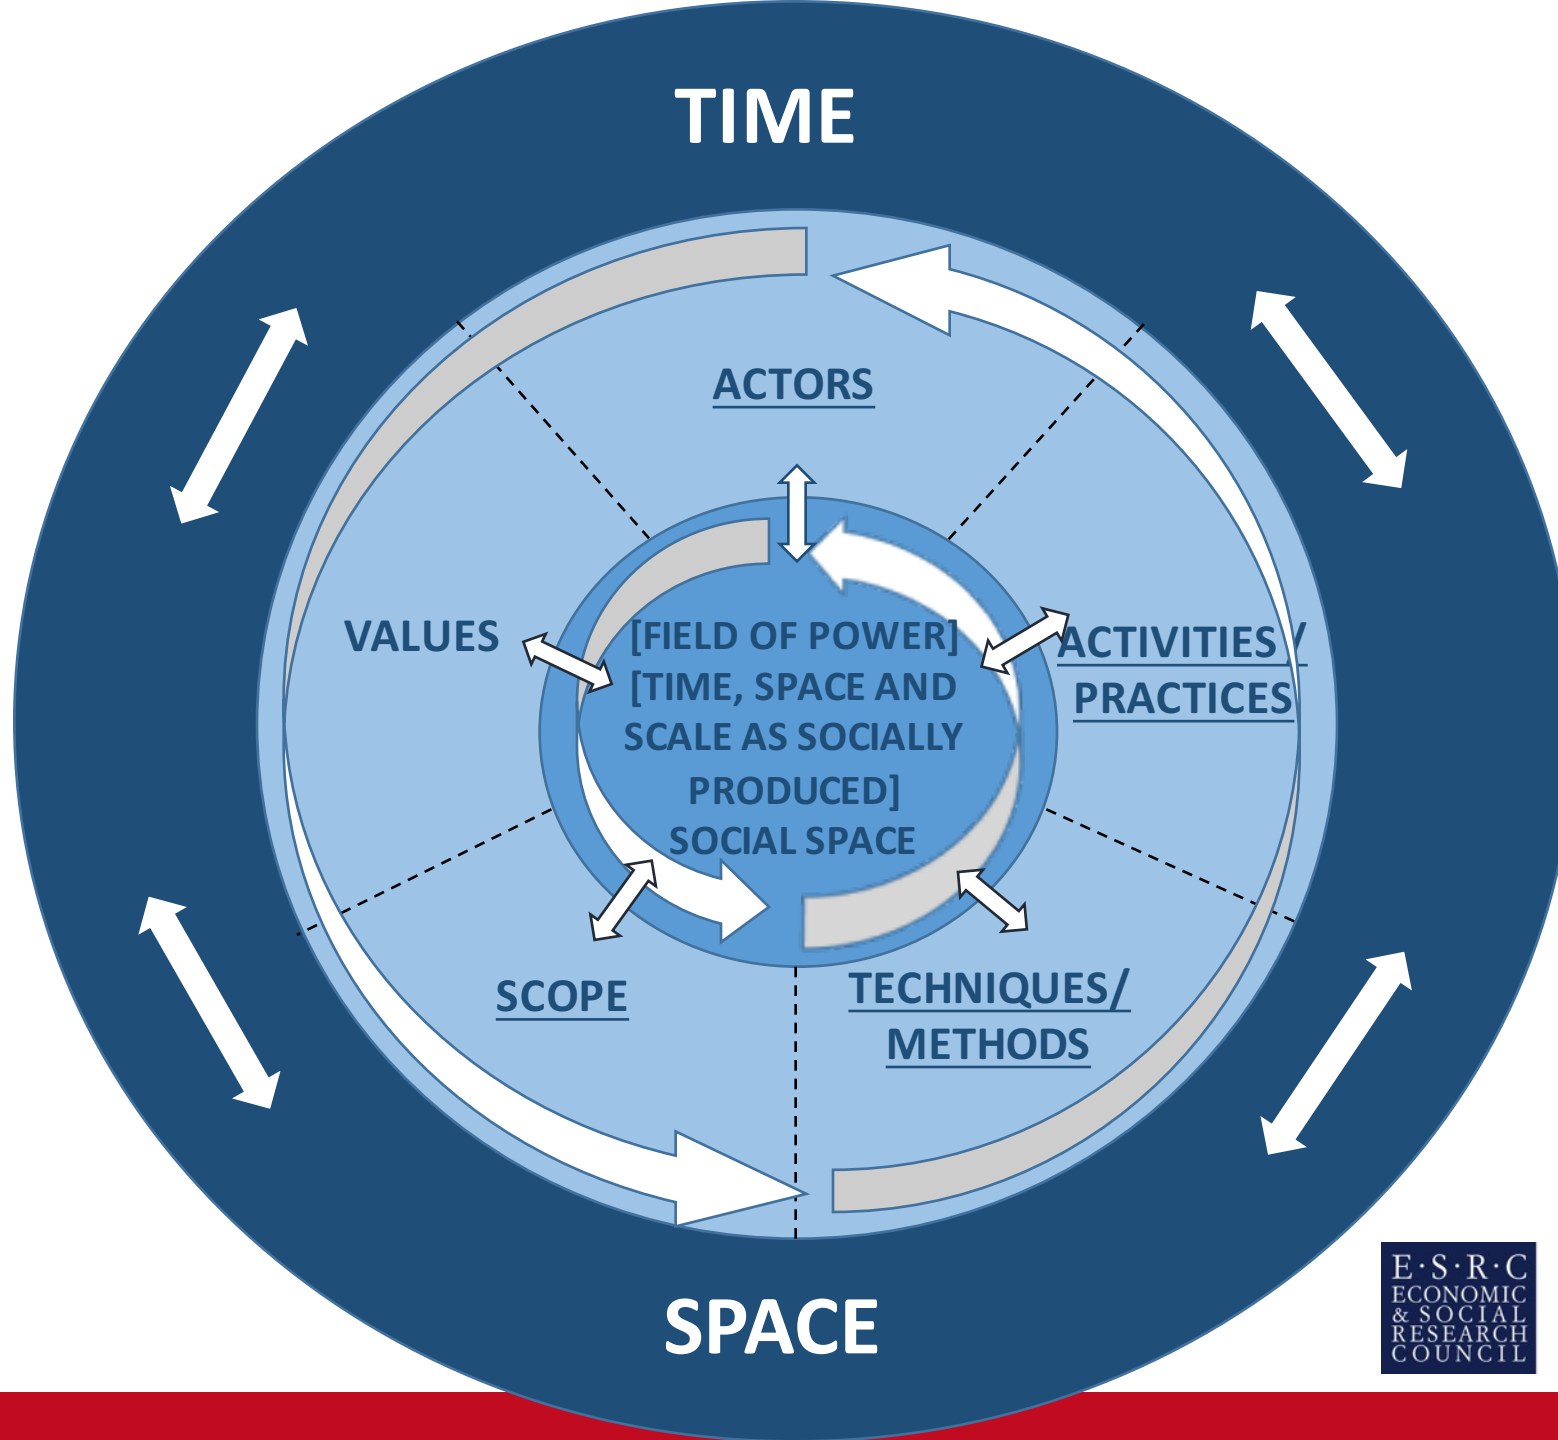 TIME
ACTORS
VALUES
[FIELD OF POWER]
[TIME, SPACE AND
SCALE AS SOCIALLY
PRODUCED]
SOCIAL SPACE
ACTIVITIES /
PRACTICES
SCOPE
TECHNIQUES/
METHODS
SPACE
E·S·R·C
ECONOMIC
& SOCIAL
RESEARCH
COUNCIL